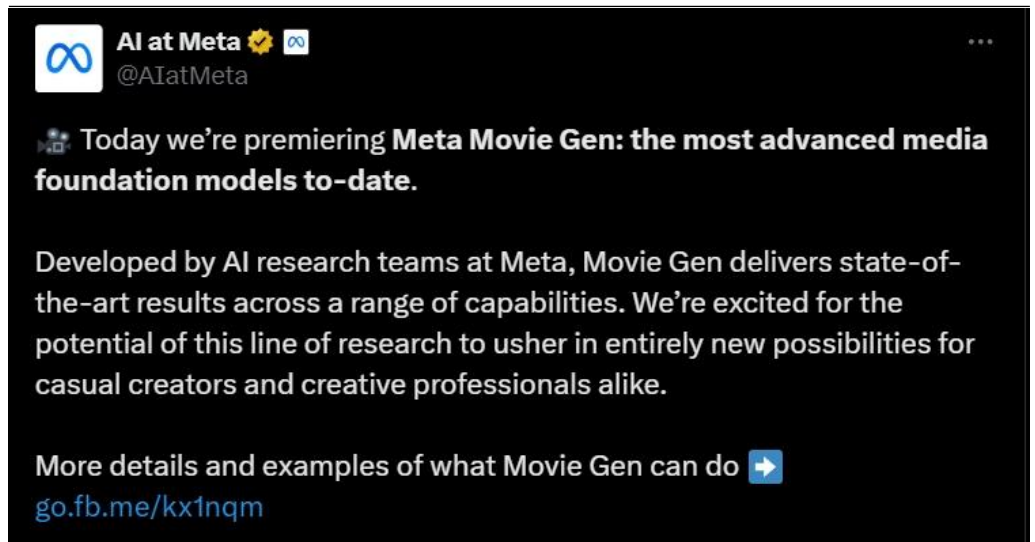 AI at Meta
@AIatMeta
🎥 Today we’re premiering Meta Movie Gen: the most advanced media
foundation models to-date.
Developed by AI research teams at Meta, Movie Gen delivers state-of-
the-art results across a range of capabilities. We’re excited for the
potential of this line of research to usher in entirely new possibilities for
casual creators and creative professionals alike.
More details and examples of what Movie Gen can do ➡️
go.fb.me/kx1nqm